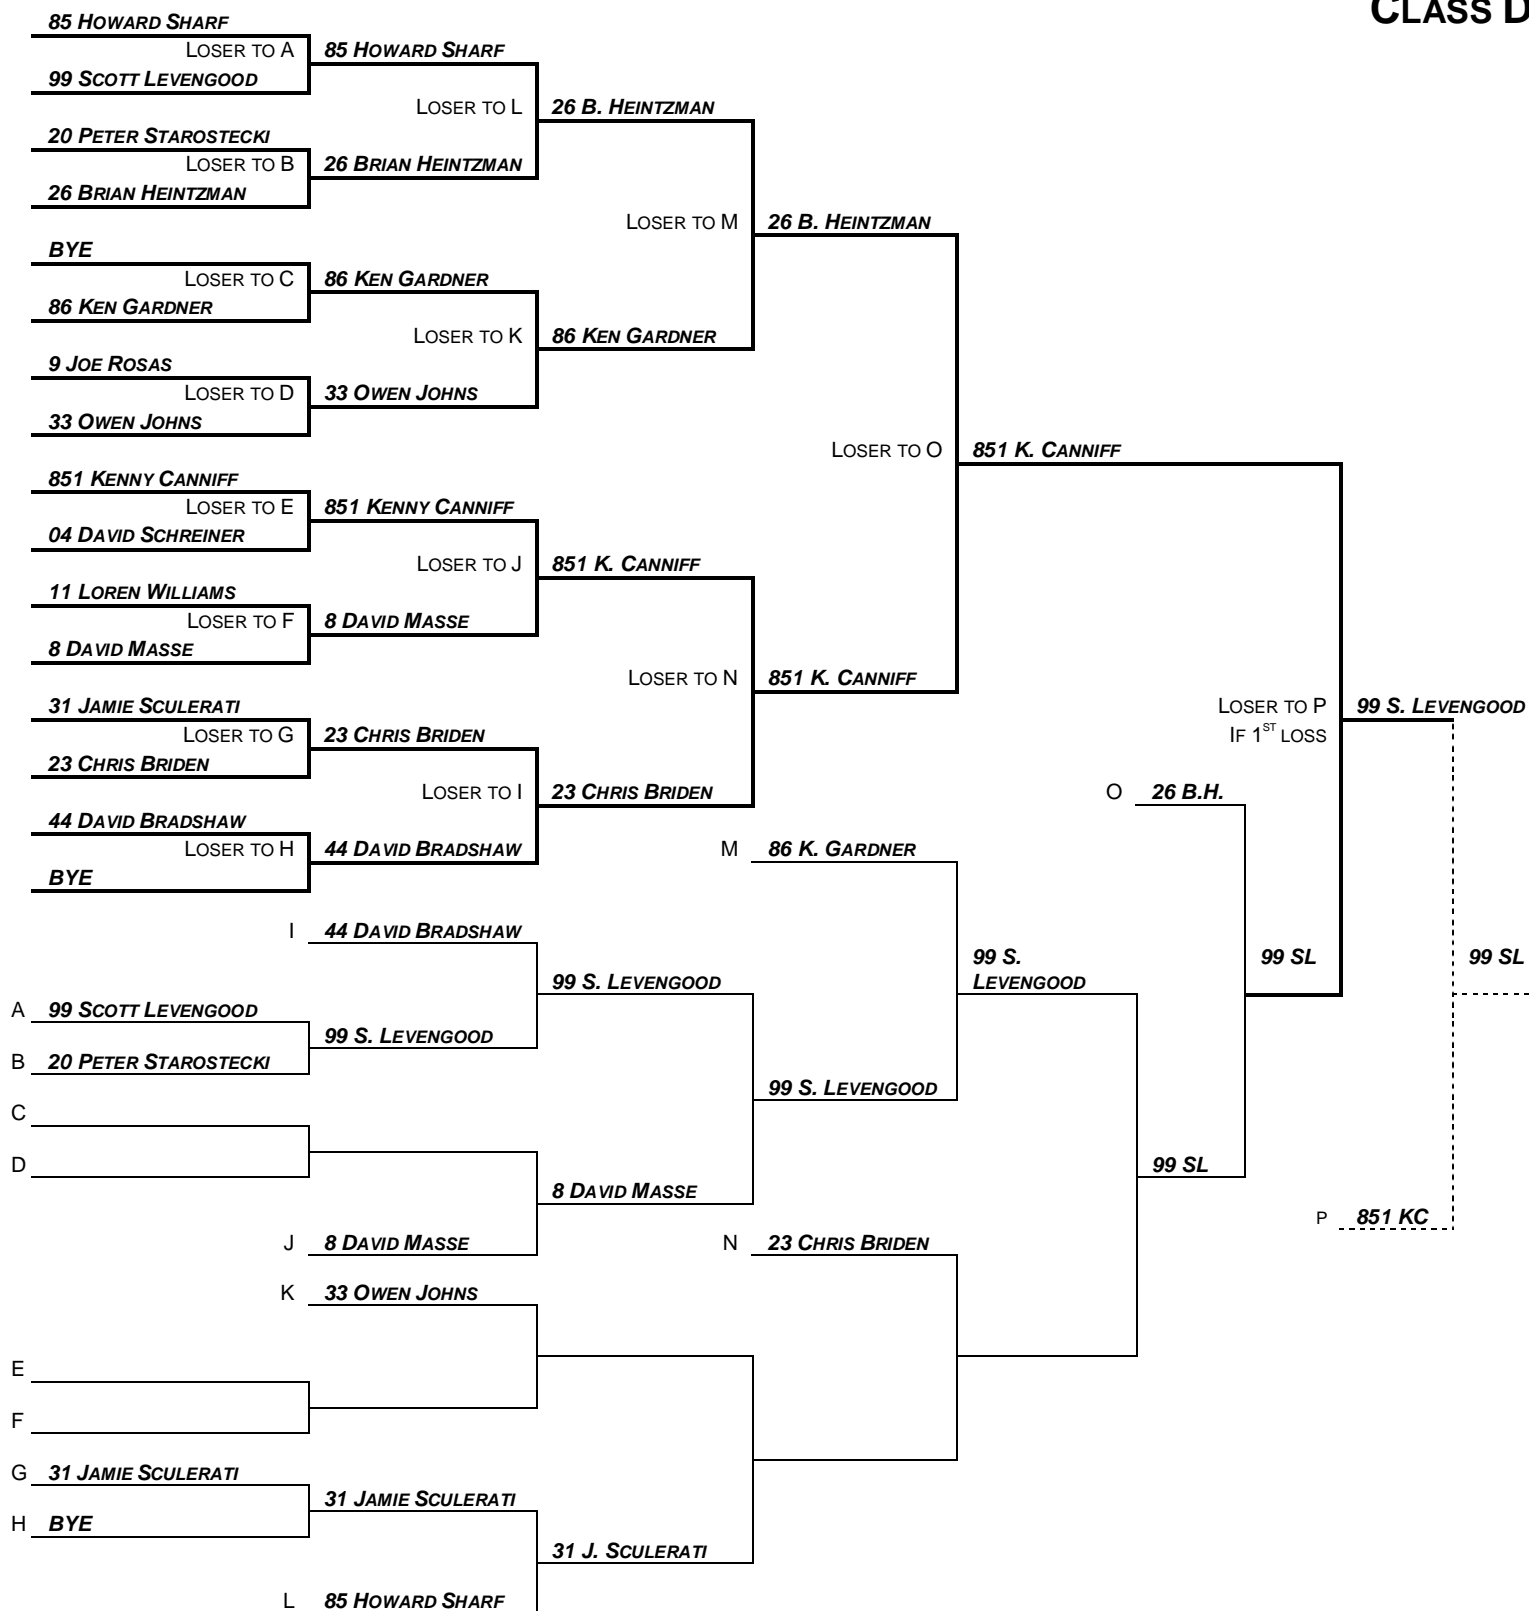 CLASS D
85 HOWARD SHARF
LOSER TO A
85 HOWARD SHARF
99 SCOTT LEVENGOOD
LOSER TO L
26 B. HEINTZMAN
20 PETER STAROSTECKI
LOSER TO B
26 BRIAN HEINTZMAN
26 BRIAN HEINTZMAN
LOSER TO M
26 B. HEINTZMAN
BYE
LOSER TO C
86 KEN GARDNER
86 KEN GARDNER
LOSER TO K
86 KEN GARDNER
9 JOE ROSAS
LOSER TO D
33 OWEN JOHNS
33 OWEN JOHNS
LOSER TO O
851 K. CANNIFF
851 KENNY CANNIFF
LOSER TO E
851 KENNY CANNIFF
04 DAVID SCHREINER
LOSER TO J
851 K. CANNIFF
11 LOREN WILLIAMS
LOSER TO F
8 DAVID MASSE
8 DAVID MASSE
LOSER TO N
851 K. CANNIFF
31 JAMIE SCULERATI
LOSER TO P
IF 1ST LOSS
99 S. LEVENGOOD
LOSER TO G
23 CHRIS BRIDEN
23 CHRIS BRIDEN
LOSER TO I
23 CHRIS BRIDEN
O 26 B.H.
44 DAVID BRADSHAW
LOSER TO H
44 DAVID BRADSHAW
M 86 K. GARDNER
BYE
I 44 DAVID BRADSHAW
99 S.
LEVENGOOD
99 SL
99 SL
99 S. LEVENGOOD
A 99 SCOTT LEVENGOOD
99 S. LEVENGOOD
B 20 PETER STAROSTECKI
99 S. LEVENGOOD
C
D
99 SL
8 DAVID MASSE
P 851 KC
J 8 DAVID MASSE
N 23 CHRIS BRIDEN
K 33 OWEN JOHNS
E
F
G 31 JAMIE SCULERATI
31 JAMIE SCULERATI
H BYE
31 J. SCULERATI
L 85 HOWARD SHARF